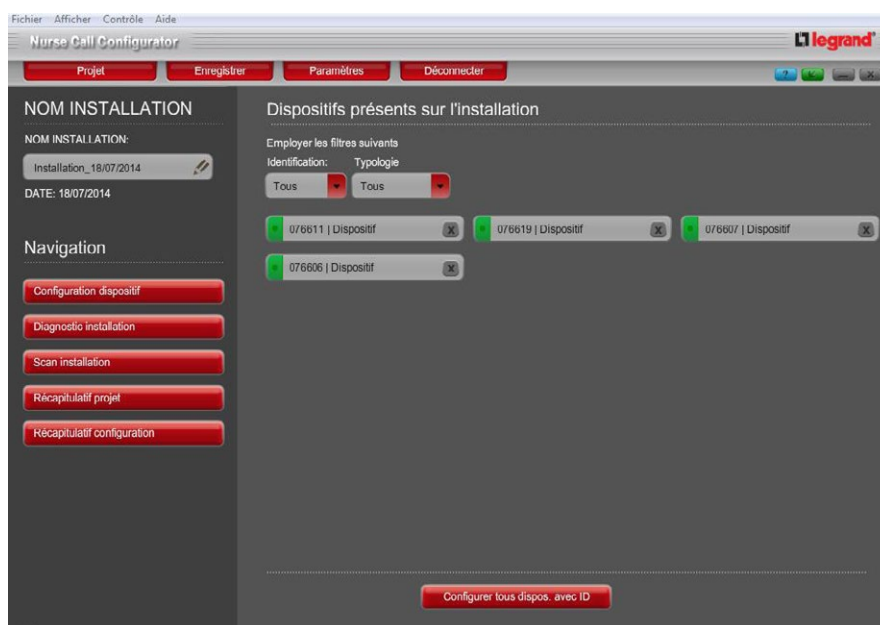 Fichier Afficher Contrôle Aide
Nurse Call Configurator
legrand
Projet Enregistrer Paramètres Déconnecter
NOM INSTALLATION
NOM INSTALLATION:
Installation_18/07/2014
DATE: 18/07/2014
Navigation
Configuration dispositif
Diagnostic installation
Scan installation
Récapitulatif projet
Récapitulatif configuration
Dispositifs présents sur l'installation
Employer les filtres suivants
Identification: Typologie
Tous Tous
076611 | Dispositif X 076619 | Dispositif X 076607 | Dispositif X
076606 | Dispositif X
Configurer tous dispos. avec ID